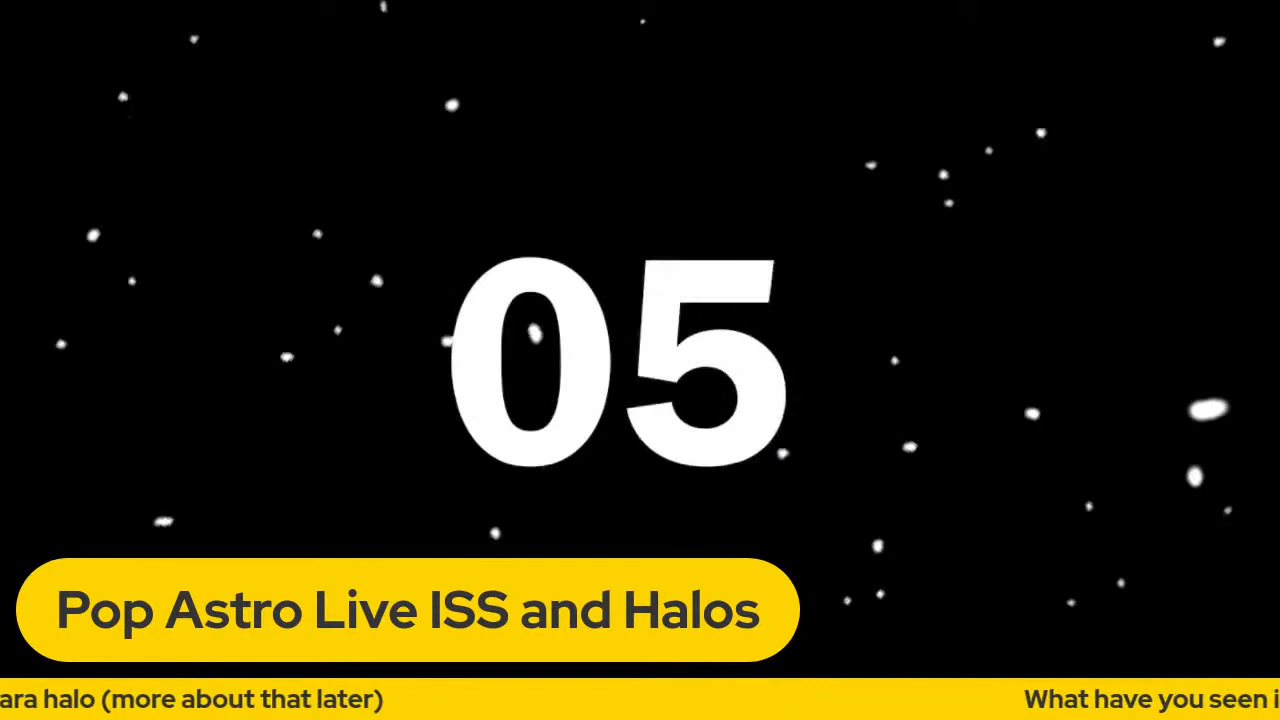 05
Pop Astro Live ISS and Halos
halo (more about that later)
What have you seen